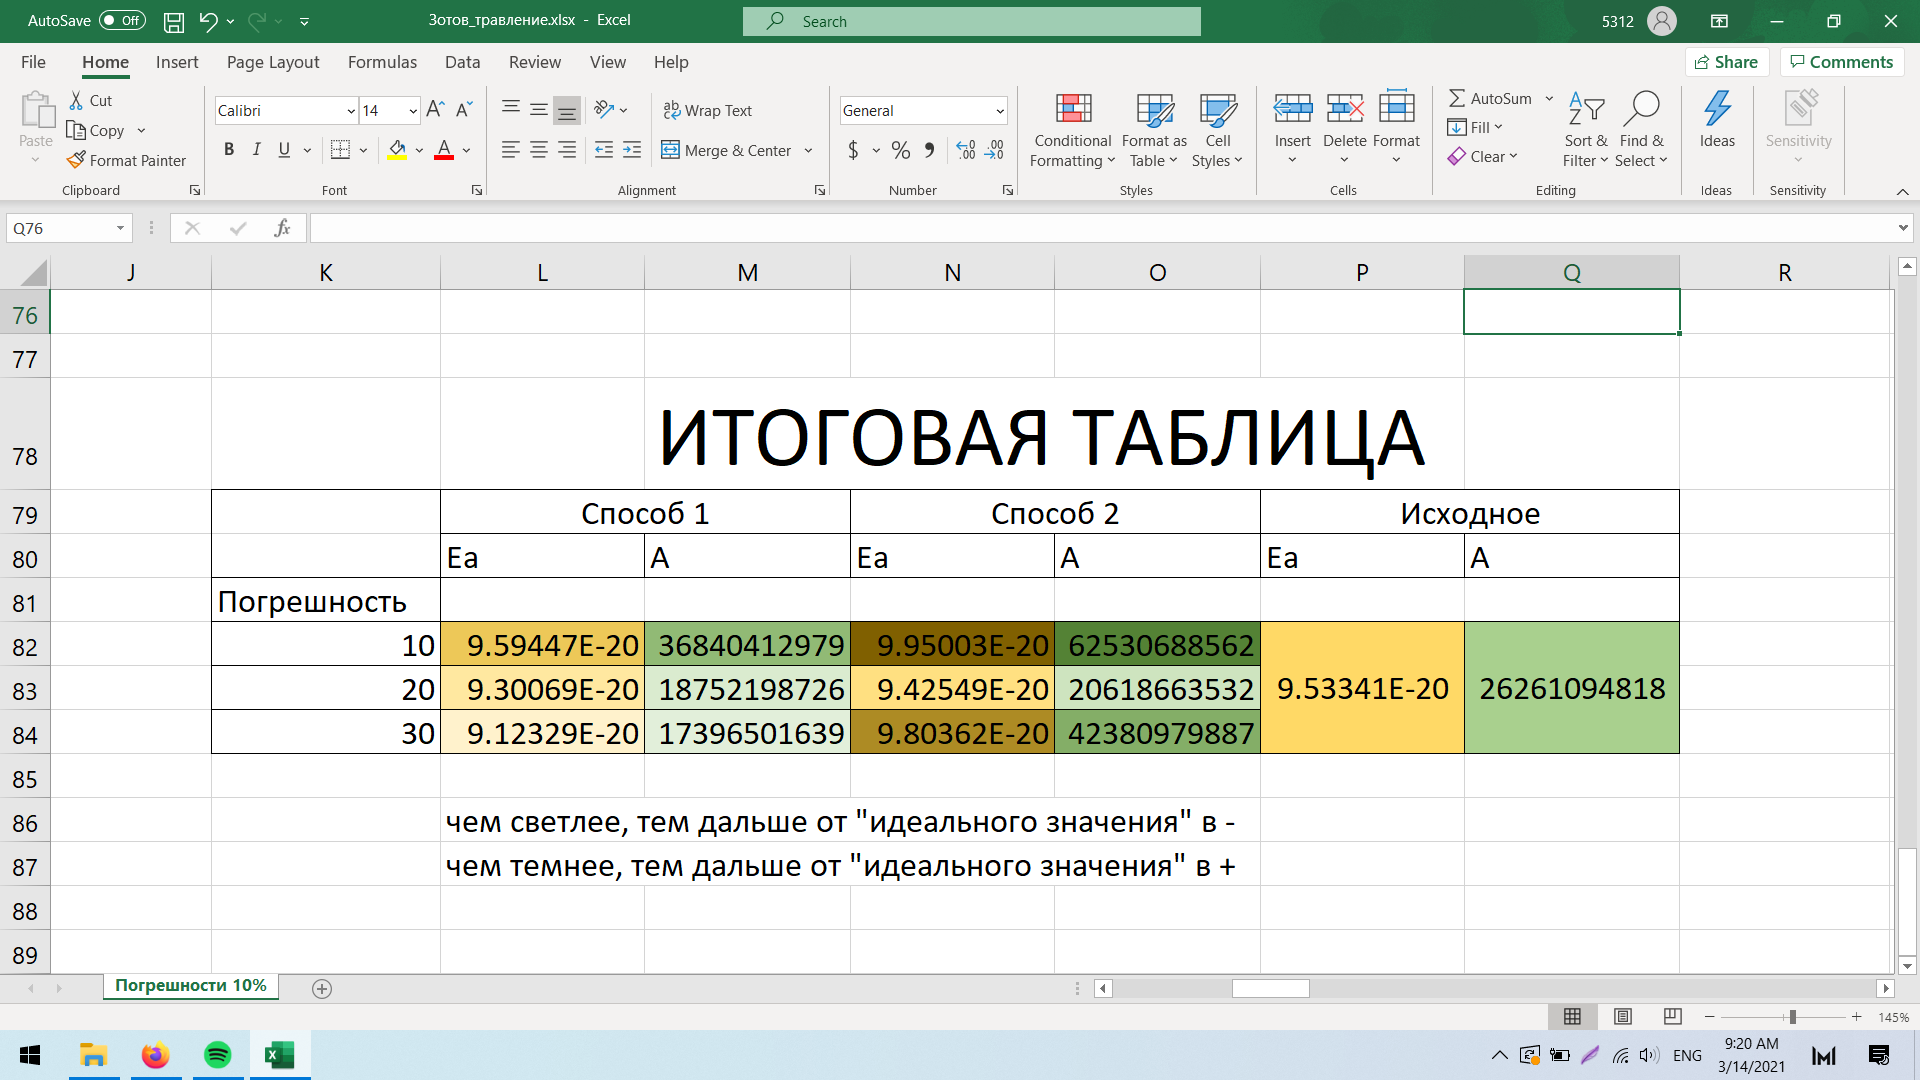 AutoSave Off Зотов_травление.xlsx - Excel Search 5312
File Home Insert Page Layout Formulas Data Review View Help Share Comments
Paste Cut Copy Format Painter Clipboard
Calibri 14 A A B I U A Font
ab Wrap Text Merge & Center Alignment
General $ % Number
Conditional Formatting Format as Table Cell Styles Styles
Insert Delete Format Cells
AutoSum Fill Clear Sort & Filter Find & Select Editing
Ideas Ideas
Sensitivity Sensitivity
Q76 fx
J K L M N O P Q R
76
77
78 ИТОГОВАЯ ТАБЛИЦА
79 Способ 1 Способ 2 Исходное
80 Ea A Ea A Ea A
81 Погрешность
82 10 9.59447E-20 36840412979 9.95003E-20 62530688562
83 20 9.30069E-20 18752198726 9.42549E-20 20618663532 9.53341E-20 26261094818
84 30 9.12329E-20 17396501639 9.80362E-20 42380979887
85
86 чем светлее, тем дальше от "идеального значения" в -
87 чем темнее, тем дальше от "идеального значения" в +
88
89
Погрешности 10%
145%
ENG 9:20 AM
3/14/2021